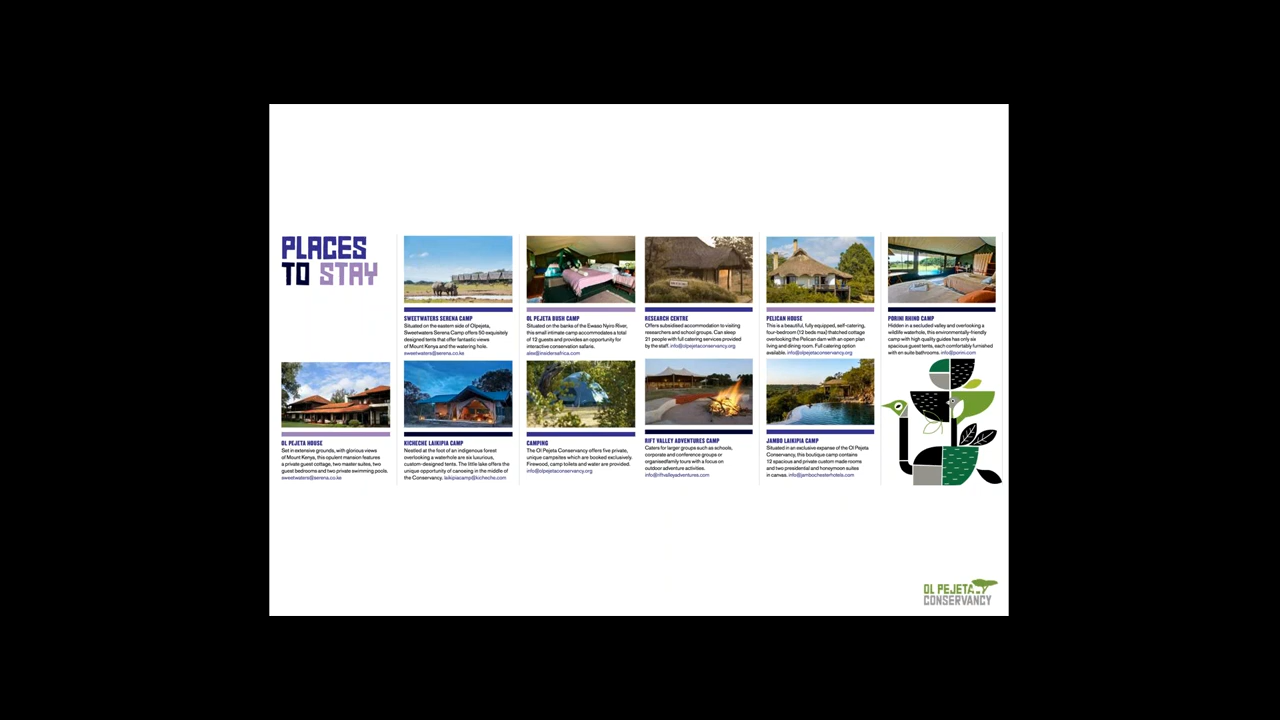 PLACES
TO STAY
SWEETWATERS SERENA CAMP
Situated on the eastern side of Olpejeta,
Sweetwaters Serena Camp offers 50 exquisitely
designed tents that offer fantastic views
of Mount Kenya and the watering hole.
sweetwaters@serena.co.ke
OL PEJETA BUSH CAMP
Situated on the banks of the Ewaso Nyiro River,
this small intimate camp accommodates a total
of 12 guests and provides an opportunity for
interactive conservation safaris.
alex@insidersafrica.com
RESEARCH CENTRE
Offers subsidised accommodation to visiting
researchers and school groups. Can sleep
21 people with full catering services provided
by the staff. info@olpejetaconservancy.org
PELICAN HOUSE
This is a beautiful, fully equipped, self-catering,
four-bedroom (12 beds max) thatched cottage
overlooking the Pelican dam with an open plan
living and dining room. Full catering option
available. info@olpejetaconservancy.org
PORINI RHINO CAMP
Hidden in a secluded valley and overlooking a
wildlife waterhole, this environmentally-friendly
camp with high quality guides has only six
spacious guest tents, each comfortably furnished
with en suite bathrooms. info@porini.com
OL PEJETA HOUSE
Set in extensive grounds, with glorious views
of Mount Kenya, this opulent mansion features
a private guest cottage, two master suites, two
guest bedrooms and two private swimming pools.
sweetwaters@serena.co.ke
KICHECHE LAIKIPIA CAMP
Nestled at the foot of an indigenous forest
overlooking a waterhole are six luxurious,
custom-designed tents. The little lake offers the
unique opportunity of canoeing in the middle of
the Conservancy. laikipiacamp@kicheche.com
CAMPING
The Ol Pejeta Conservancy offers five private,
unique campsites which are booked exclusively.
Firewood, camp toilets and water are provided.
info@olpejetaconservancy.org
RIFT VALLEY ADVENTURES CAMP
Caters for larger groups such as schools,
corporate and conference groups or
organisedfamily tours with a focus on
outdoor adventure activities.
info@riftvalleyadventures.com
JAMBO LAIKIPIA CAMP
Situated in an exclusive expanse of the Ol Pejeta
Conservancy, this boutique camp contains
12 spacious and private custom made rooms
and two presidential and honeymoon suites
in canvas. info@jambochesterhotels.com
OL PEJETA
CONSERVANCY